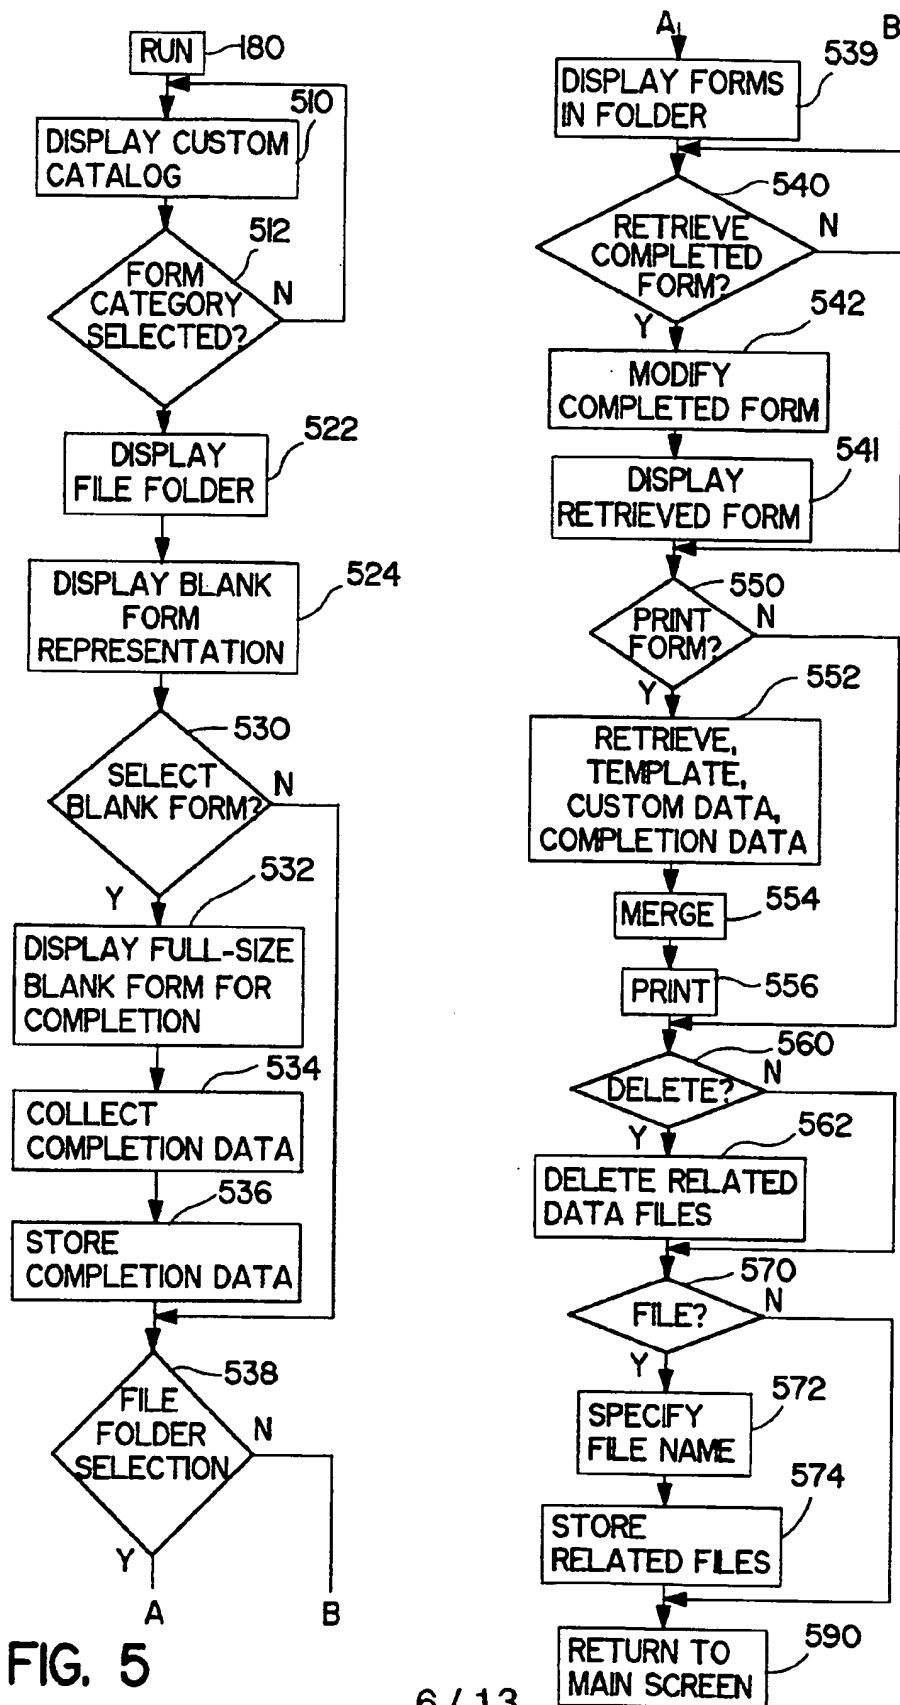 RUN
180
510
DISPLAY CUSTOM
CATALOG
512
FORM
CATEGORY
SELECTED?
N
522
DISPLAY
FILE FOLDER
524
DISPLAY BLANK
FORM
REPRESENTATION
530
SELECT
BLANK FORM?
N
Y
532
DISPLAY FULL-SIZE
BLANK FORM FOR
COMPLETION
534
COLLECT
COMPLETION DATA
536
STORE
COMPLETION DATA
538
FILE
FOLDER
SELECTION
N
Y
A
B
FIG. 5
A
B
539
DISPLAY FORMS
IN FOLDER
540
RETRIEVE
COMPLETED
FORM?
N
Y
542
MODIFY
COMPLETED FORM
541
DISPLAY
RETRIEVED FORM
550
PRINT
FORM?
N
Y
552
RETRIEVE,
TEMPLATE,
CUSTOM DATA,
COMPLETION DATA
MERGE
554
PRINT
556
560
DELETE?
N
Y
562
DELETE RELATED
DATA FILES
570
FILE?
N
Y
572
SPECIFY
FILE NAME
574
STORE
RELATED FILES
590
RETURN TO
MAIN SCREEN
6/13